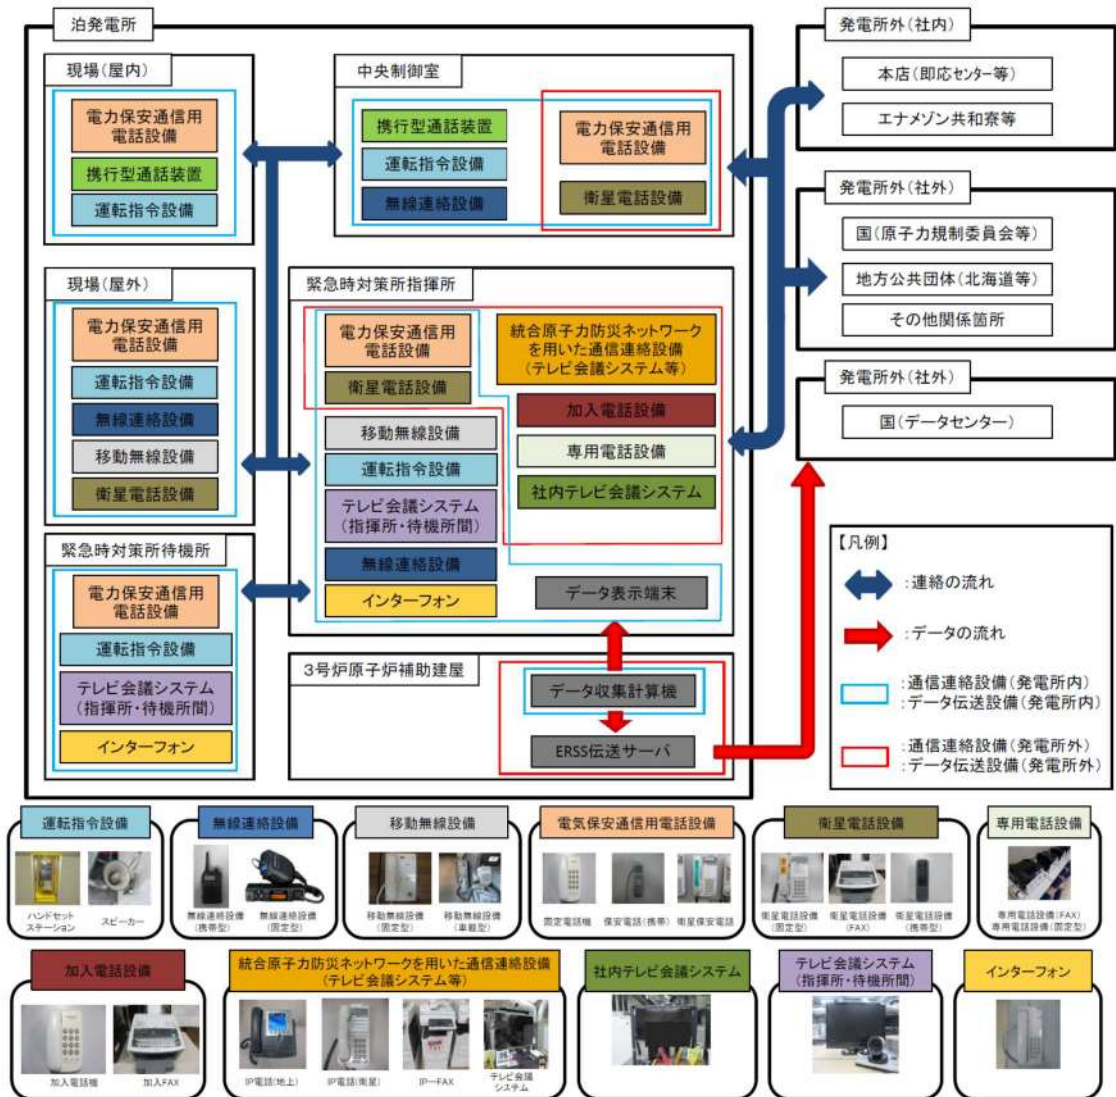 泊発電所
現場(屋内)
電力保安通信用
電話設備
携行型通話装置
運転指令設備
中央制御室
携行型通話装置
運転指令設備
無線連絡設備
電力保安通信用
電話設備
衛星電話設備
発電所外(社内)
本店(即応センター等)
エナメゾン共和寮等
発電所外(社外)
国(原子力規制委員会等)
地方公共団体(北海道等)
その他関係箇所
発電所外(社外)
国(データセンター)
現場(屋外)
電力保安通信用
電話設備
運転指令設備
無線連絡設備
移動無線設備
衛星電話設備
緊急時対策所指揮所
電力保安通信用
電話設備
衛星電話設備
移動無線設備
運転指令設備
テレビ会議システム
(指揮所・待機所間)
無線連絡設備
インターフォン
統合原子力防災ネットワーク
を用いた通信連絡設備
(テレビ会議システム等)
加入電話設備
専用電話設備
社内テレビ会議システム
データ表示端末
緊急時対策所待機所
電力保安通信用
電話設備
運転指令設備
テレビ会議システム
(指揮所・待機所間)
インターフォン
3号炉原子炉補助建屋
データ収集計算機
ERSS伝送サーバ
【凡例】
:連絡の流れ
:データの流れ
:通信連絡設備(発電所内)
:データ伝送設備(発電所内)
:通信連絡設備(発電所外)
:データ伝送設備(発電所外)
運転指令設備
ハンドセット
ステーション
スピーカー
無線連絡設備
無線連絡設備
(携帯型)
無線連絡設備
(固定型)
移動無線設備
移動無線設備
(固定型)
移動無線設備
(車載型)
電気保安通信用電話設備
固定電話機
保安電話(携帯)
衛星保安電話
衛星電話設備
衛星電話設備
(固定型)
衛星電話設備
(FAX)
衛星電話設備
(携帯型)
専用電話設備
専用電話設備(FAX)
専用電話設備(固定型)
加入電話設備
加入電話機
加入FAX
統合原子力防災ネットワークを用いた通信連絡設備
(テレビ会議システム等)
IP電話(地上)
IP電話(衛星)
IP−FAX
テレビ会議
システム
社内テレビ会議システム
テレビ会議システム
(指揮所・待機所間)
インターフォン